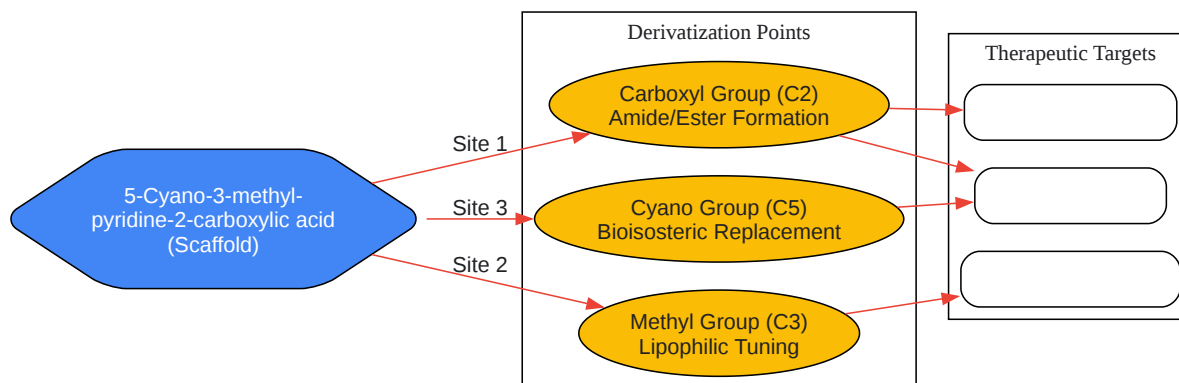 5-Cyano-3-methyl-
pyridine-2-carboxylic acid
(Scaffold)
Site 1
Site 3
Site 2
Derivatization Points
Carboxyl Group (C2)
Amide/Ester Formation
Cyano Group (C5)
Bioisosteric Replacement
Methyl Group (C3)
Lipophilic Tuning
Therapeutic Targets